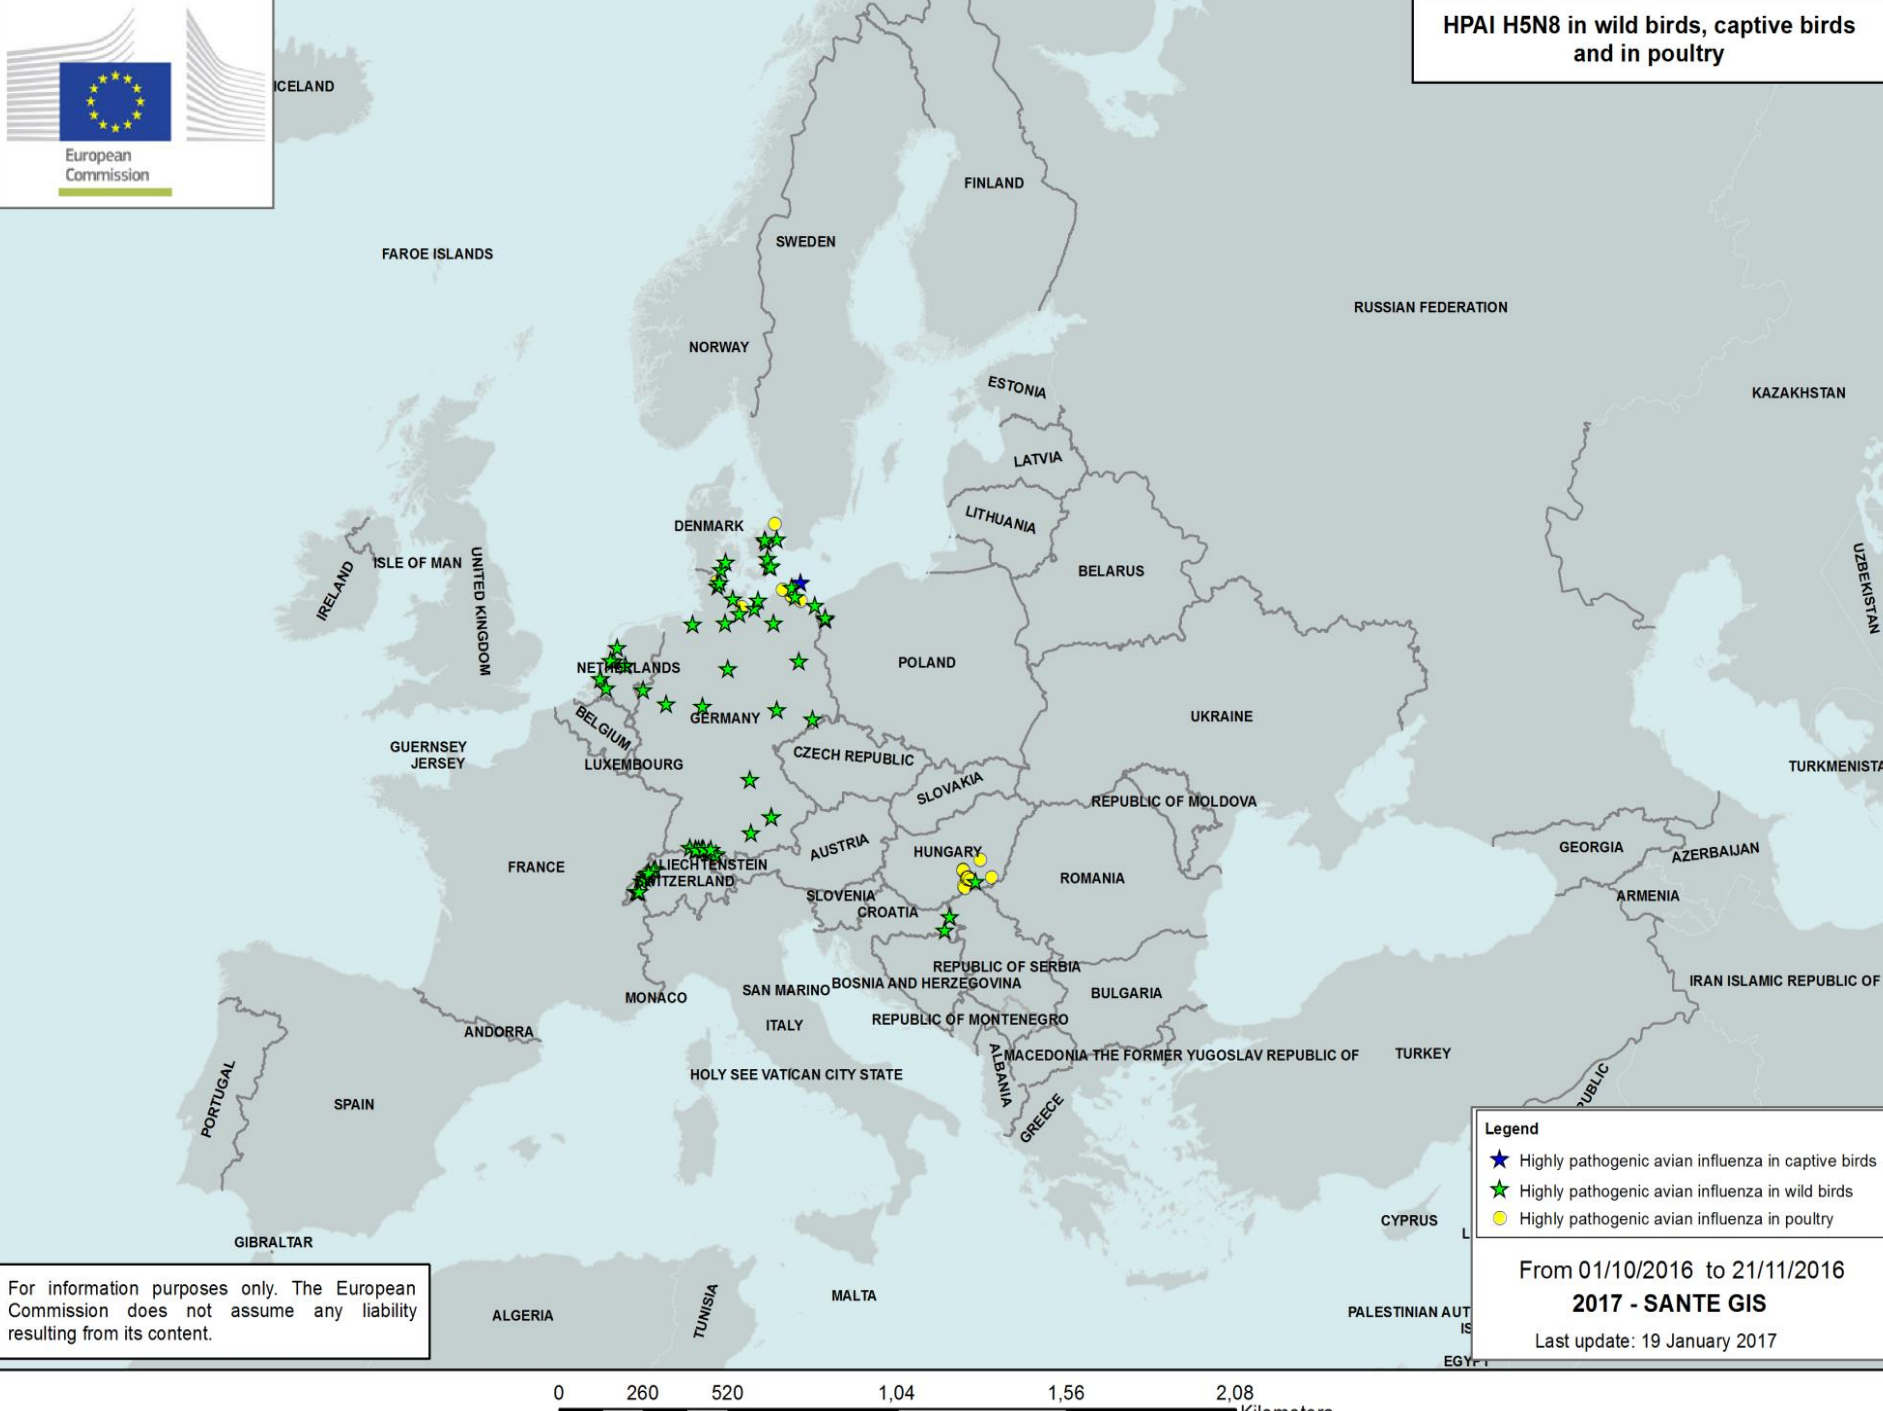 HPAI H5N8 in wild birds, captive birds
and in poultry
European
Commission
ICELAND
FINLAND
SWEDEN
FAROE ISLANDS
RUSSIAN FEDERATION
NORWAY
ESTONIA
KAZAKHSTAN
LATVIA
LITHUANIA
DENMARK
ISLE OF MAN
UNITED KINGDOM
IRELAND
BELARUS
UZBEKISTAN
NETHERLANDS
POLAND
GERMANY
BELGIUM
UKRAINE
GUERNSEY
JERSEY
LUXEMBOURG
CZECH REPUBLIC
SLOVAKIA
TURKMENISTA
REPUBLIC OF MOLDOVA
AUSTRIA
HUNGARY
GEORGIA
AZERBAIJAN
FRANCE
LIECHTENSTEIN
SWITZERLAND
ROMANIA
SLOVENIA
ARMENIA
CROATIA
REPUBLIC OF SERBIA
BOSNIA AND HERZEGOVINA
SAN MARINO
MONACO
BULGARIA
IRAN ISLAMIC REPUBLIC OF
REPUBLIC OF MONTENEGRO
ITALY
ANDORRA
MACEDONIA THE FORMER YUGOSLAV REPUBLIC OF
TURKEY
ALBANIA
HOLY SEE VATICAN CITY STATE
PORTUGAL
SPAIN
GREECE
PUBLIC
Legend
Highly pathogenic avian influenza in captive birds
Highly pathogenic avian influenza in wild birds
Highly pathogenic avian influenza in poultry
CYPRUS
L
GIBRALTAR
From 01/10/2016 to 21/11/2016
2017 - SANTE GIS
Last update: 19 January 2017
For information purposes only. The European
Commission does not assume any liability
resulting from its content.
ALGERIA
TUNISIA
MALTA
PALESTINIAN AUT
IS
EGYPT
0 260 520 1,04 1,56 2,08
Kilometers